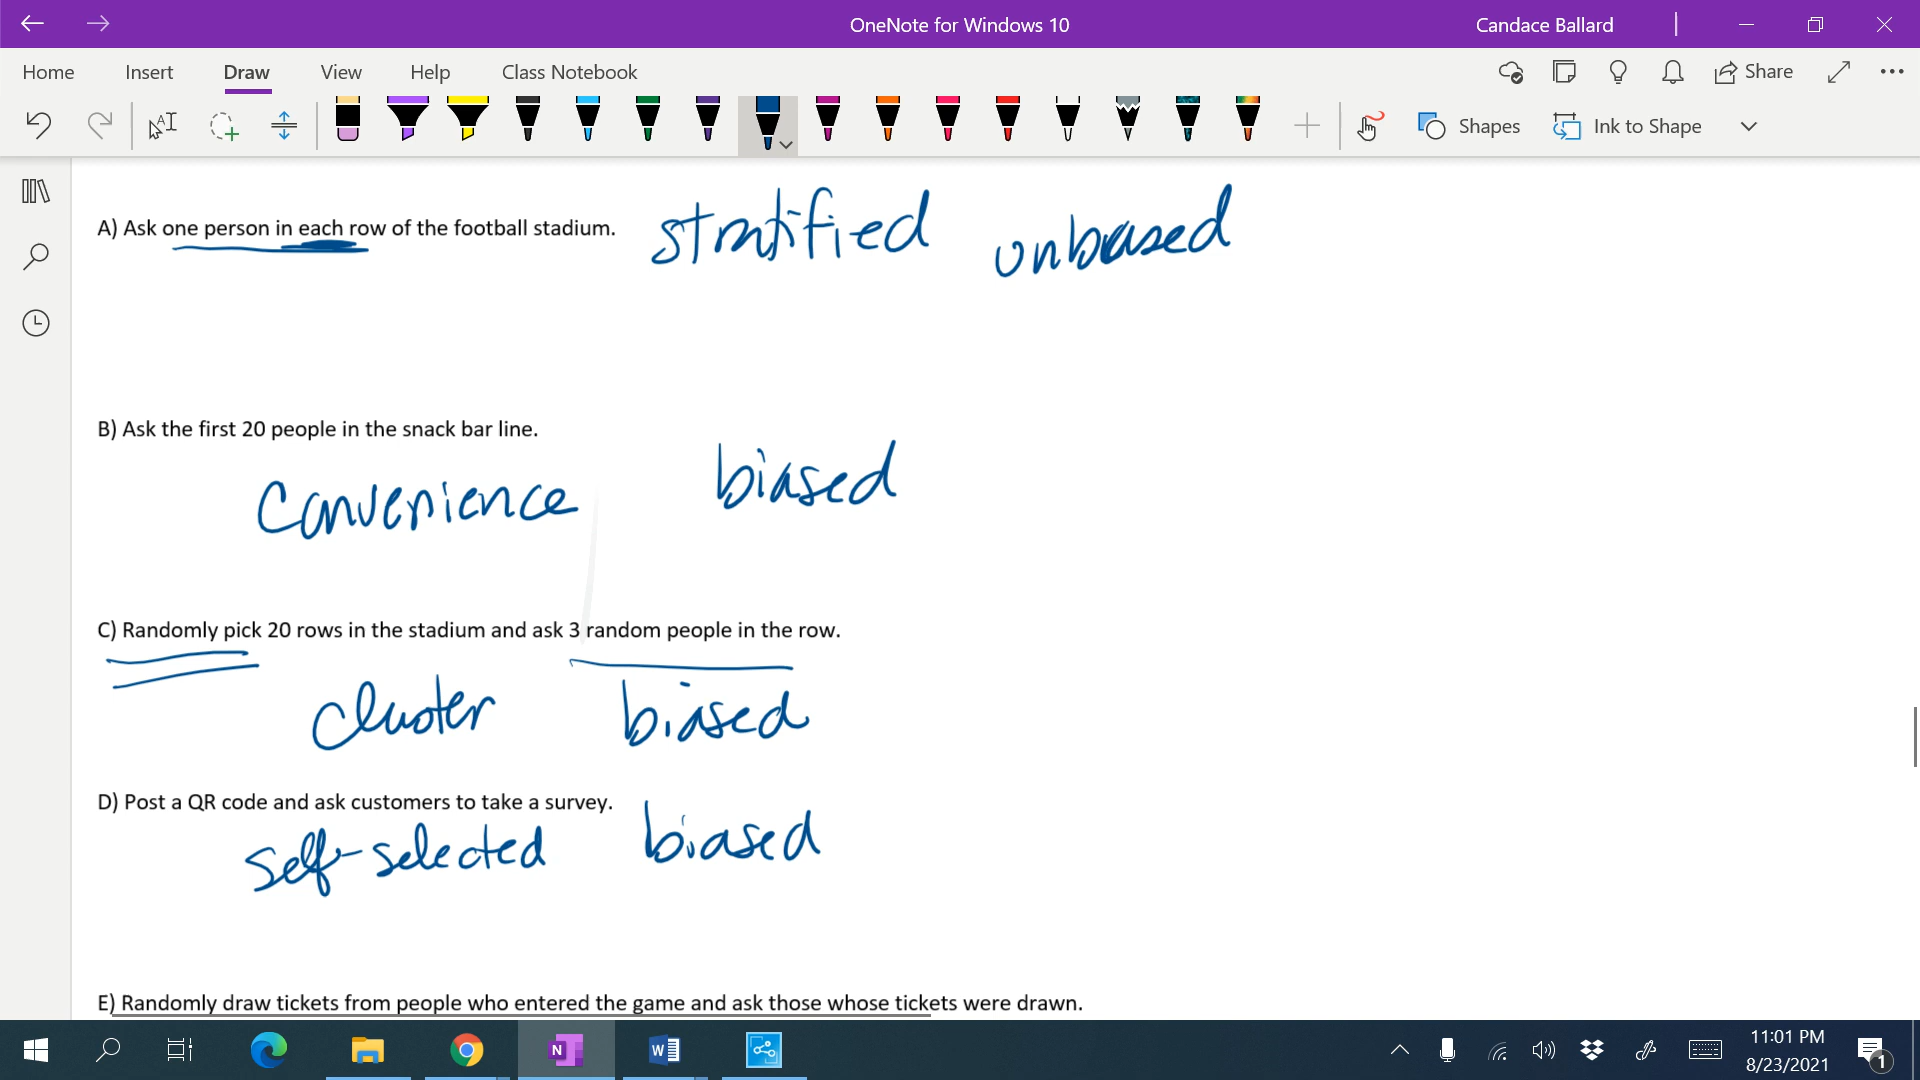 OneNote for Windows 10
Candace Ballard
Home Insert Draw View Help Class Notebook
Share
Shapes Ink to Shape
A) Ask one person in each row of the football stadium. stratified unbiased
B) Ask the first 20 people in the snack bar line.
Convenience biased
C) Randomly pick 20 rows in the stadium and ask 3 random people in the row.
cluster biased
D) Post a QR code and ask customers to take a survey.
self-selected biased
E) Randomly draw tickets from people who entered the game and ask those whose tickets were drawn.
11:01 PM
8/23/2021
1